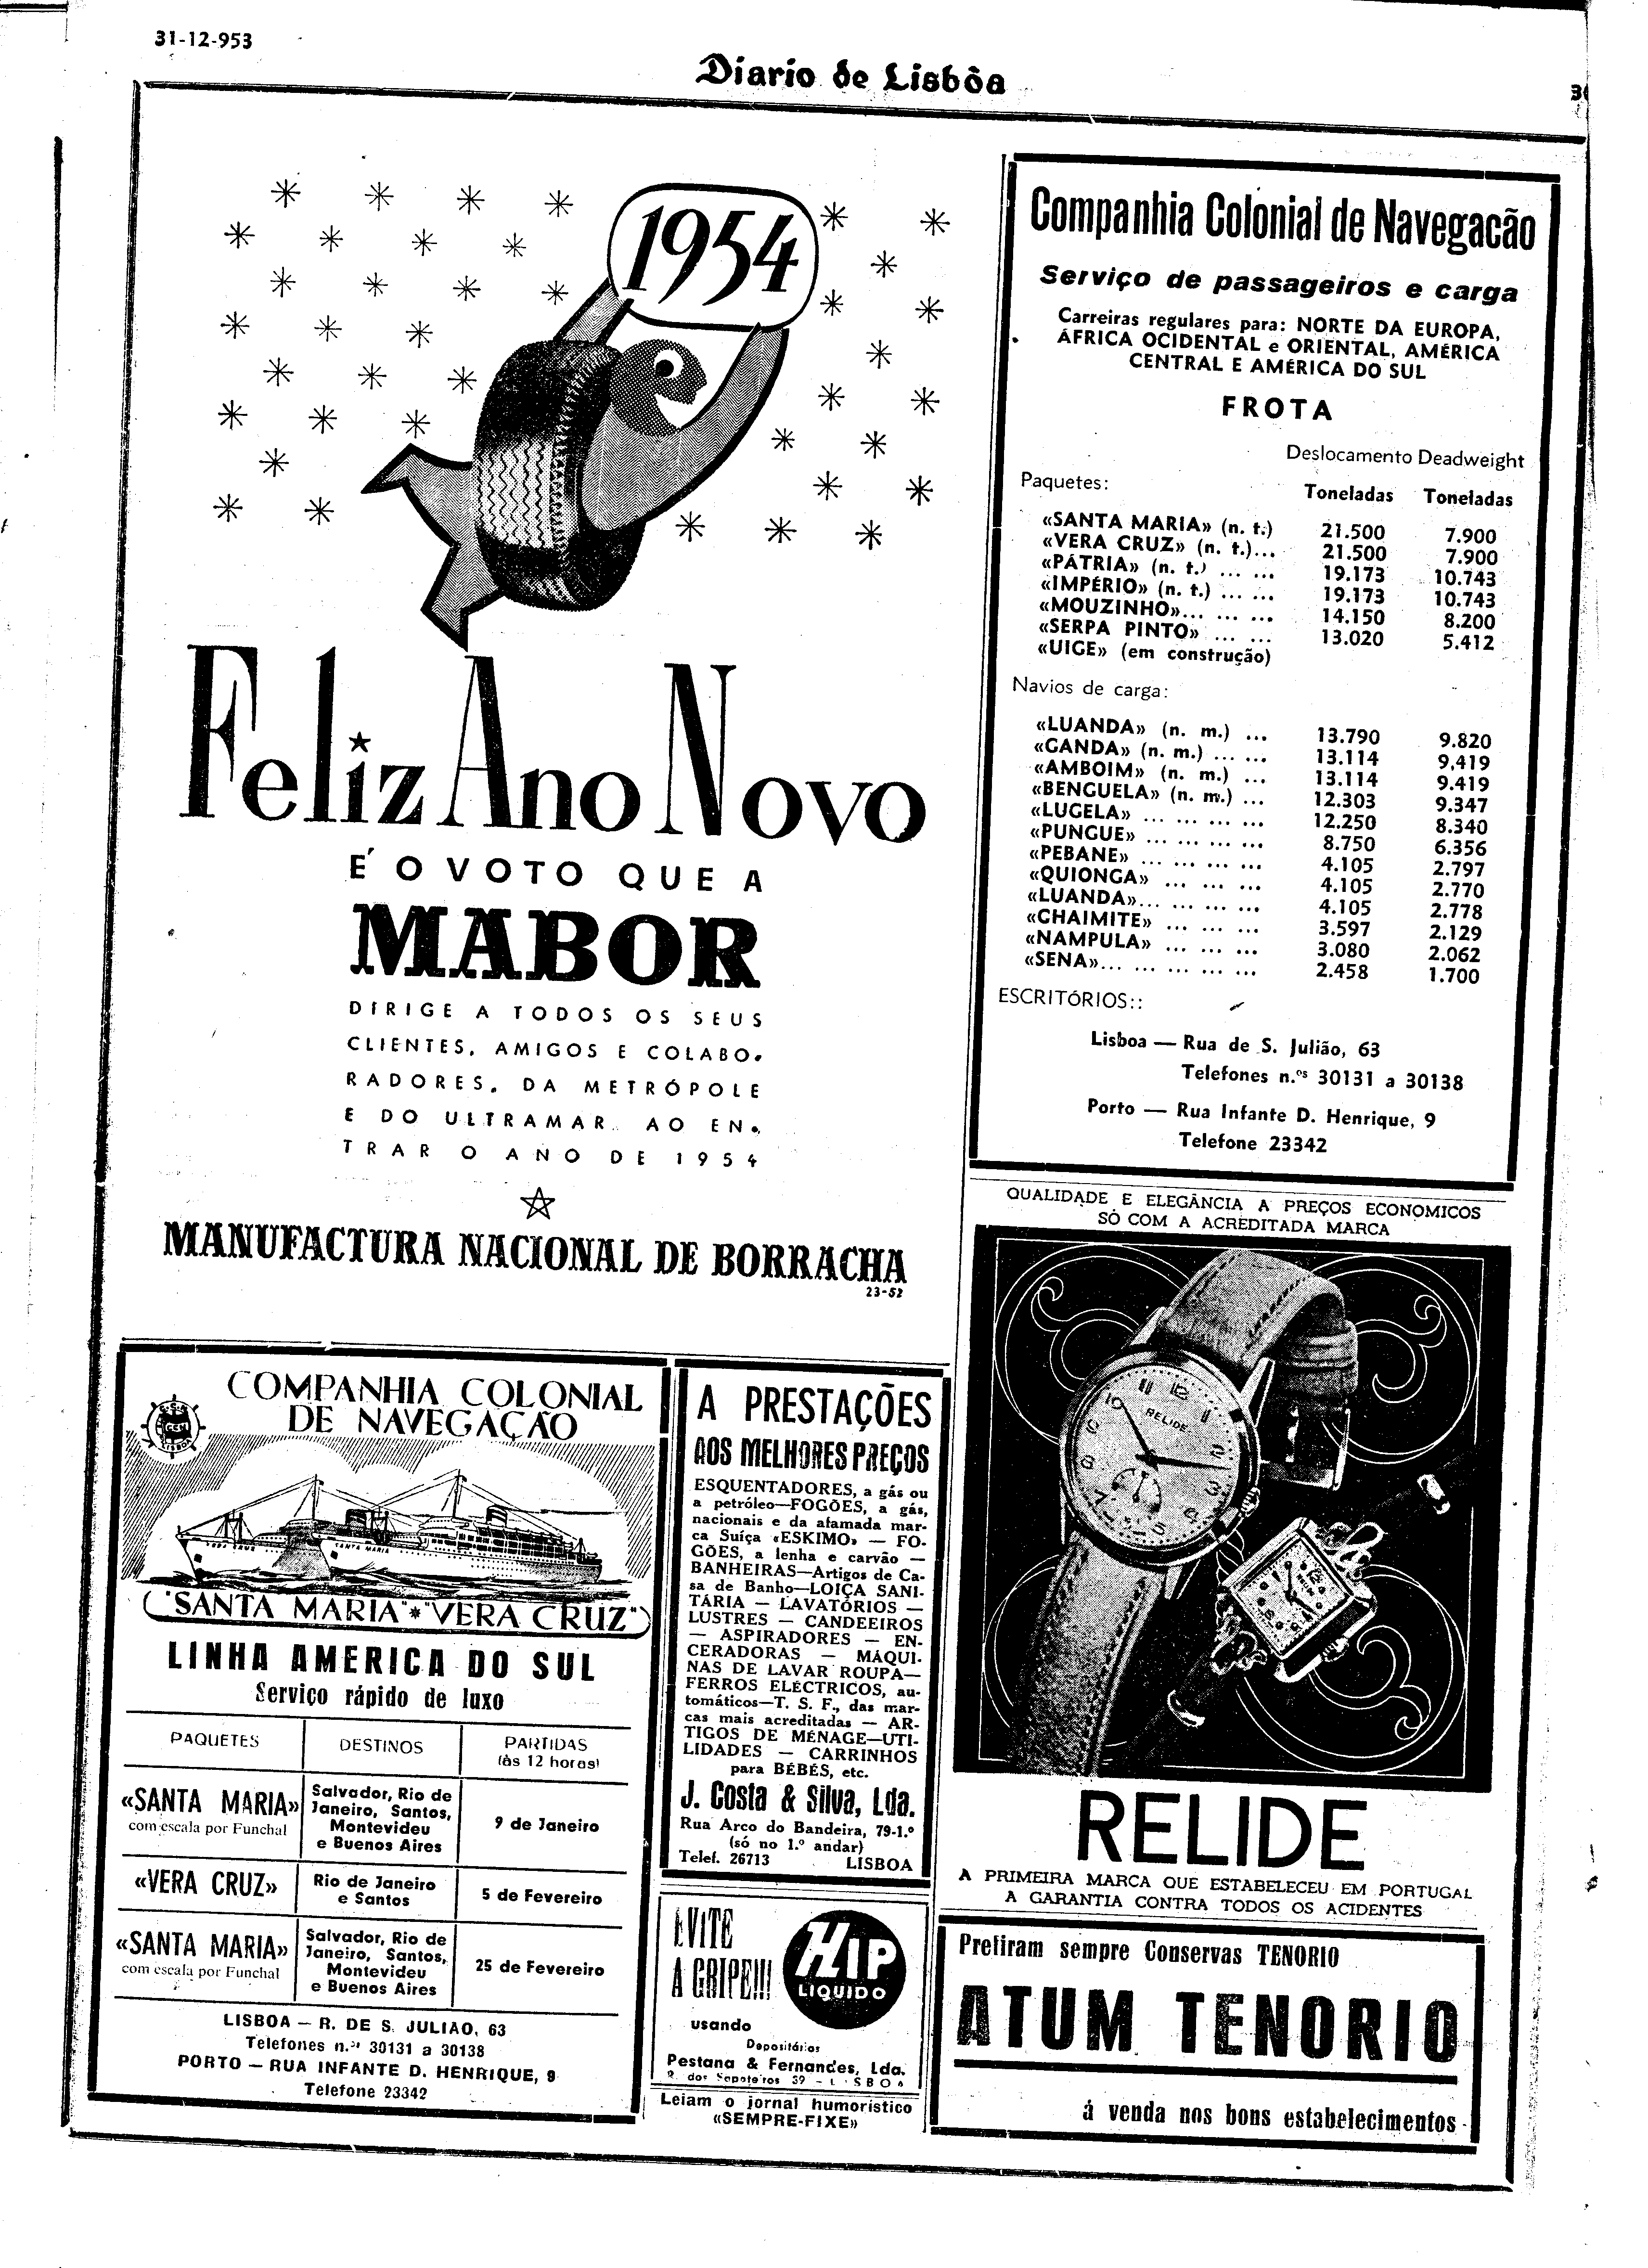 31-12-953
Diario de Lisbôa
1954
Feliz Ano Novo
E' O VOTO QUE A
MABOR
DIRIGE A TODOS OS SEUS
CLIENTES, AMIGOS E COLABO-
RADORES, DA METRÓPOLE
E DO ULTRAMAR AO EN-
TRAR O ANO DE 1954
MANUFACTURA NACIONAL DE BORRACHA
23-52
Companhia Colonial de Navegacão
Serviço de passageiros e carga
Carreiras regulares para: NORTE DA EUROPA,
ÁFRICA OCIDENTAL e ORIENTAL, AMÉRICA
CENTRAL E AMÉRICA DO SUL
FROTA
Deslocamento Deadweight
Paquetes: Toneladas Toneladas
«SANTA MARIA» (n. t.) 21.500 7.900
«VERA CRUZ» (n. t.)... 21.500 7.900
«PÁTRIA» (n. t.) ... ... 19.173 10.743
«IMPÉRIO» (n. t.) ... ... 19.173 10.743
«MOUZINHO»... ... ... 14.150 8.200
«SERPA PINTO» ... ... 13.020 5.412
«UIGE» (em construção)
Navios de carga:
«LUANDA» (n. m.) ... 13.790 9.820
«GANDA» (n. m.) ... ... 13.114 9,419
«AMBOIM» (n. m.) ... 13.114 9.419
«BENGUELA» (n. m.) ... 12.303 9.347
«LUGELA» ... ... ... ... 12.250 8.340
«PUNGUE» ... ... ... ... 8.750 6.356
«PEBANE» ... ... ... ... 4.105 2.797
«QUIONGA» ... ... ... 4.105 2.770
«LUANDA»... ... ... ... 4.105 2.778
«CHAIMITE» ... ... ... 3.597 2.129
«NAMPULA» ... ... ... 3.080 2.062
«SENA»... ... ... ... ... 2.458 1.700
ESCRITÓRIOS::
Lisboa — Rua de S. Julião, 63
Telefones n.os 30131 a 30138
Porto — Rua Infante D. Henrique, 9
Telefone 23342
QUALIDADE E ELEGÂNCIA A PREÇOS ECONOMICOS
SÓ COM A ACREDITADA MARCA
RELIDE
RELIDE
A PRIMEIRA MARCA QUE ESTABELECEU EM PORTUGAL
A GARANTIA CONTRA TODOS OS ACIDENTES
COMPANHIA COLONIAL
DE NAVEGAÇÃO
"SANTA MARIA"*"VERA CRUZ"
LINHA AMERICA DO SUL
Serviço rápido de luxo
PAQUETES DESTINOS PARTIDAS
(às 12 horas)
«SANTA MARIA»
com escala por Funchal
Salvador, Rio de
Janeiro, Santos,
Montevideu
e Buenos Aires
9 de Janeiro
«VERA CRUZ»
Rio de Janeiro
e Santos
5 de Fevereiro
«SANTA MARIA»
com escala por Funchal
Salvador, Rio de
Janeiro, Santos,
Montevideu
e Buenos Aires
25 de Fevereiro
LISBOA — R. DE S. JULIAO, 63
Telefones n.os 30131 a 30138
PORTO — RUA INFANTE D. HENRIQUE, 9
Telefone 23342
A PRESTAÇÕES
AOS MELHORES PREÇOS
ESQUENTADORES, a gás ou
a petróleo—FOGÕES, a gás,
nacionais e da afamada mar-
ca Suíça «ESKIMO» — FO-
GÕES, a lenha e carvão —
BANHEIRAS—Artigos de Ca-
sa de Banho—LOIÇA SANI-
TÁRIA — LAVATÓRIOS —
LUSTRES — CANDEEIROS
— ASPIRADORES — EN-
CERADORAS — MÁQUI-
NAS DE LAVAR ROUPA—
FERROS ELÉCTRICOS, au-
tomáticos—T. S. F., das mar-
cas mais acreditadas — AR-
TIGOS DE MÉNAGE—UTI-
LIDADES — CARRINHOS
para BÉBÉS, etc.
J. Costa & Silva, Lda.
Rua Arco do Bandeira, 79-1.º
(só no 1.º andar)
Telef. 26713 LISBOA
EVITE
A GRIPE!!!
usando
HIP
LIQUIDO
Depositários
Pestana & Fernandes, Lda.
R. dos Sapateiros 39 - LISBOA
Leiam o jornal humoristico
«SEMPRE-FIXE»
Prefiram sempre Conservas TENORIO
ATUM TENORIO
á venda nos bons estabelecimentos